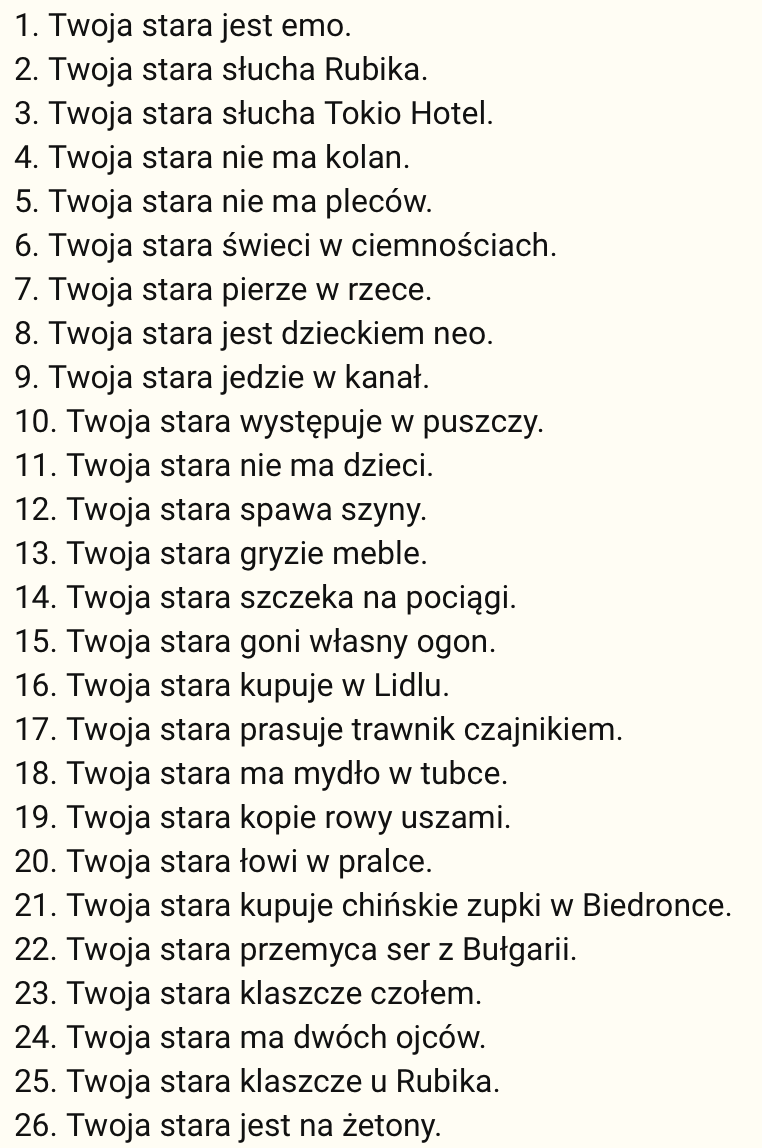 1. Twoja stara jest emo.
2. Twoja stara słucha Rubika.
3. Twoja stara słucha Tokio Hotel.
4. Twoja stara nie ma kolan.
5. Twoja stara nie ma pleców.
6. Twoja stara świeci w ciemnościach.
7. Twoja stara pierze w rzece.
8. Twoja stara jest dzieckiem neo.
9. Twoja stara jedzie w kanał.
10. Twoja stara występuje w puszczy.
11. Twoja stara nie ma dzieci.
12. Twoja stara spawa szyny.
13. Twoja stara gryzie meble.
14. Twoja stara szczeka na pociągi.
15. Twoja stara goni własny ogon.
16. Twoja stara kupuje w Lidlu.
17. Twoja stara prasuje trawnik czajnikiem.
18. Twoja stara ma mydło w tubce.
19. Twoja stara kopie rowy uszami.
20. Twoja stara łowi w pralce.
21. Twoja stara kupuje chińskie zupki w Biedronce.
22. Twoja stara przemyca ser z Bułgarii.
23. Twoja stara klaszcze czołem.
24. Twoja stara ma dwóch ojców.
25. Twoja stara klaszcze u Rubika.
26. Twoja stara jest na żetony.